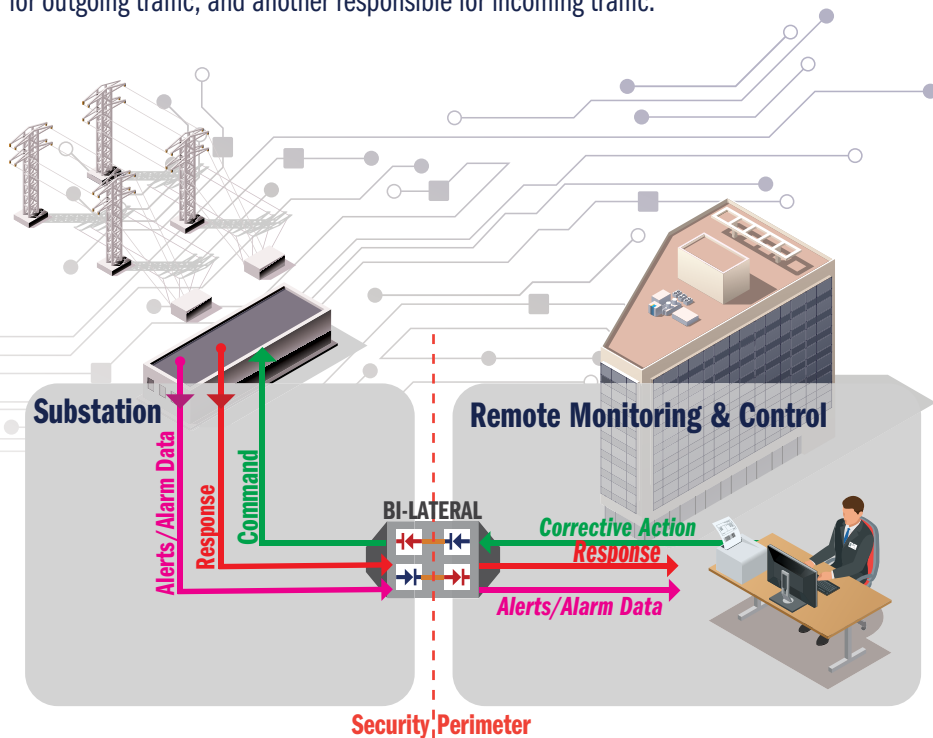 for outgoing traffic, and another responsible for incoming traffic.
Substation
Remote Monitoring & Control
Alerts/Alarm Data
Response
Command
BI-LATERAL
Corrective Action
Response
Alerts/Alarm Data
Security Perimeter